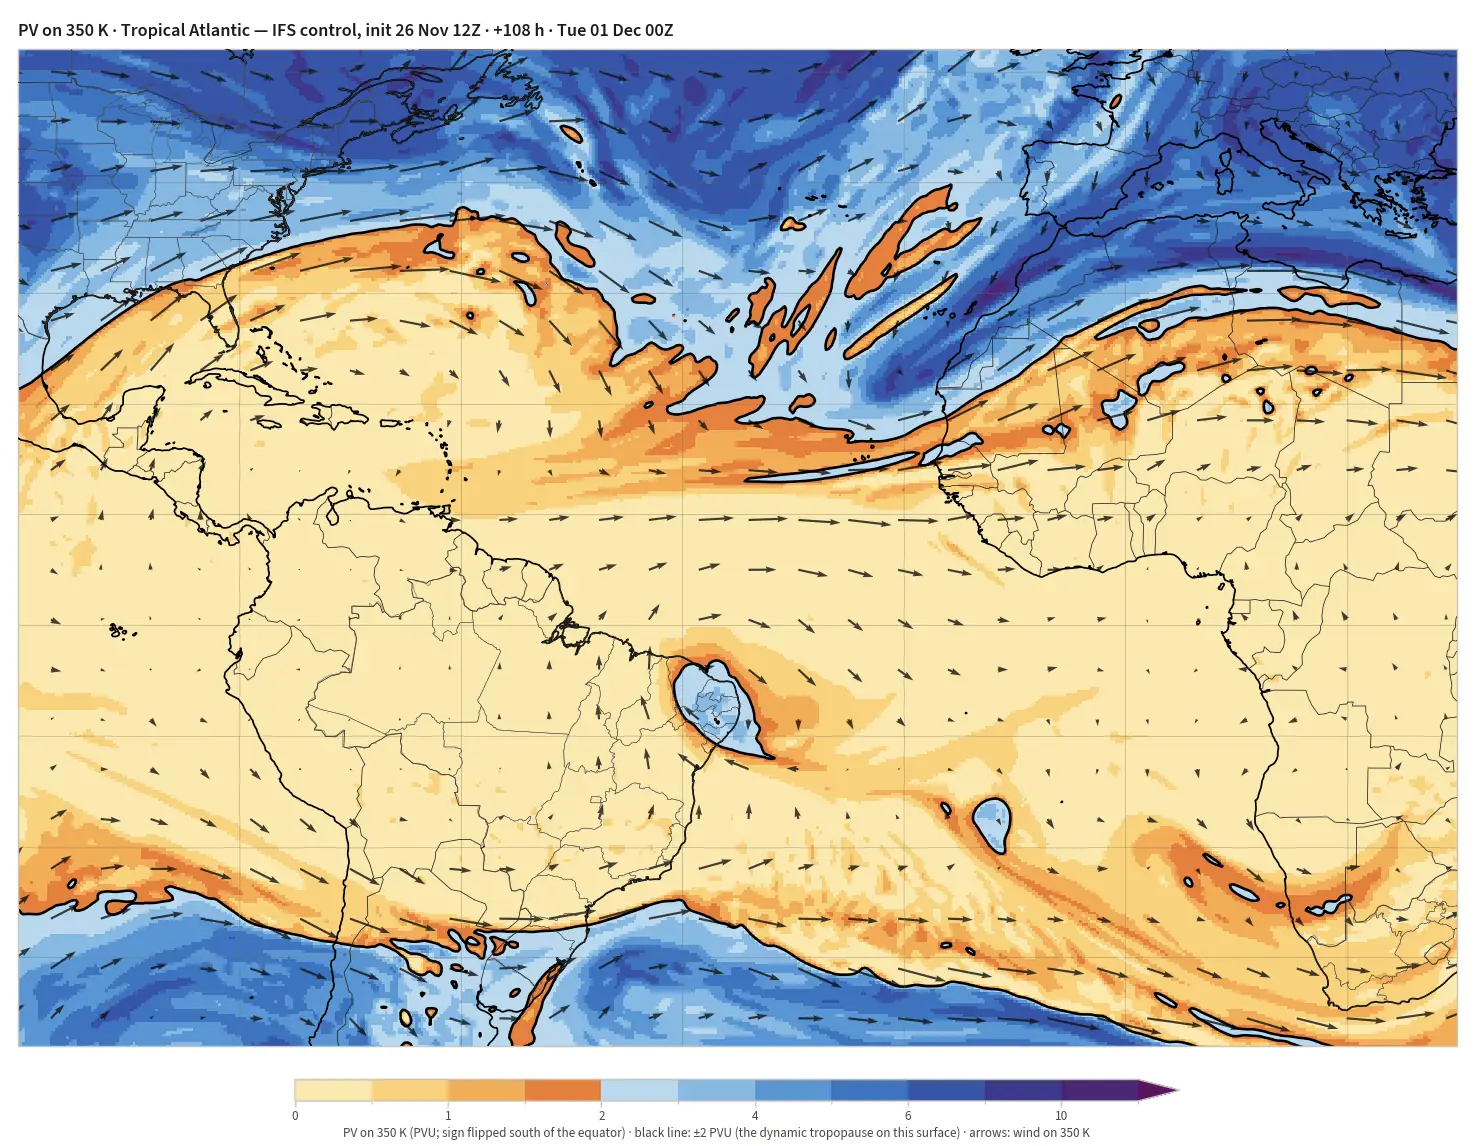 PV on 350 K · Tropical Atlantic — IFS control, init 26 Nov 12Z · +108 h · Tue 01 Dec 00Z
0 1 2 4 6 10
PV on 350 K (PVU; sign flipped south of the equator) · black line: ±2 PVU (the dynamic tropopause on this surface) · arrows: wind on 350 K